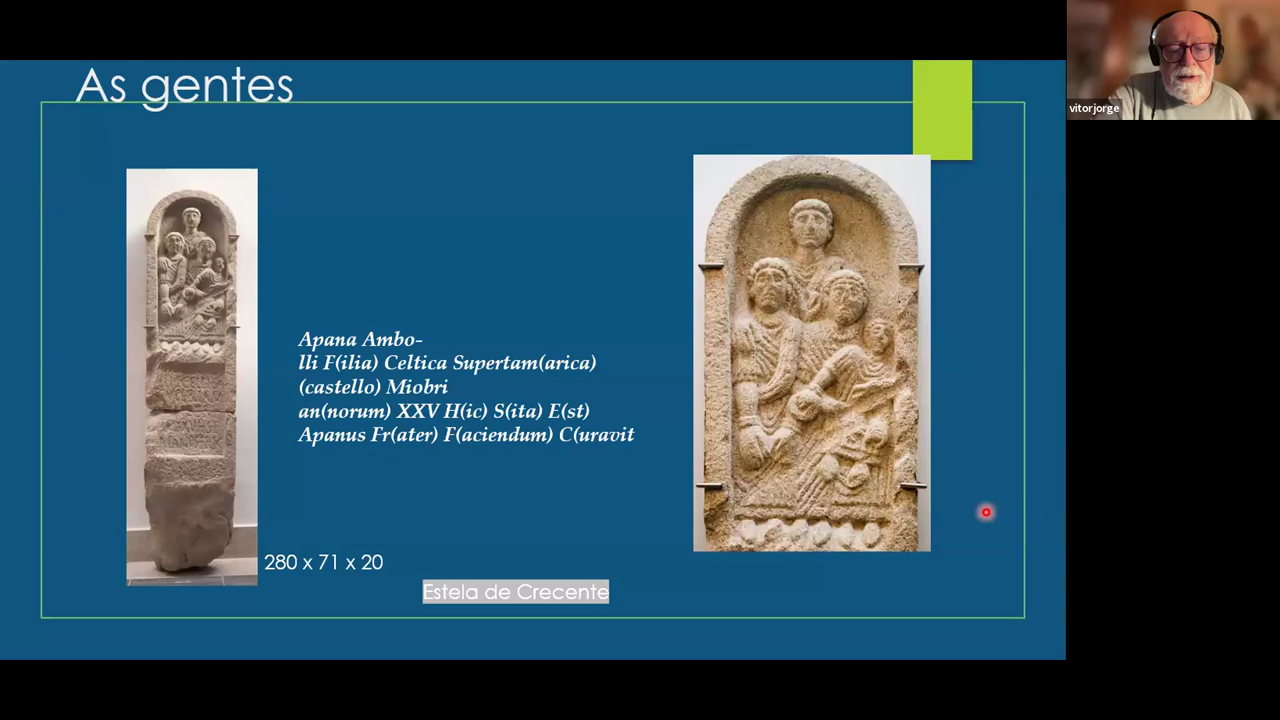 As gentes
vitorjorge
Apana Ambo-
lli F(ilia) Celtica Supertam(arica)
(castello) Miobri
an(norum) XXV H(ic) S(ita) E(st)
Apanus Fr(ater) F(aciendum) C(uravit
280 x 71 x 20
Estela de Crecente